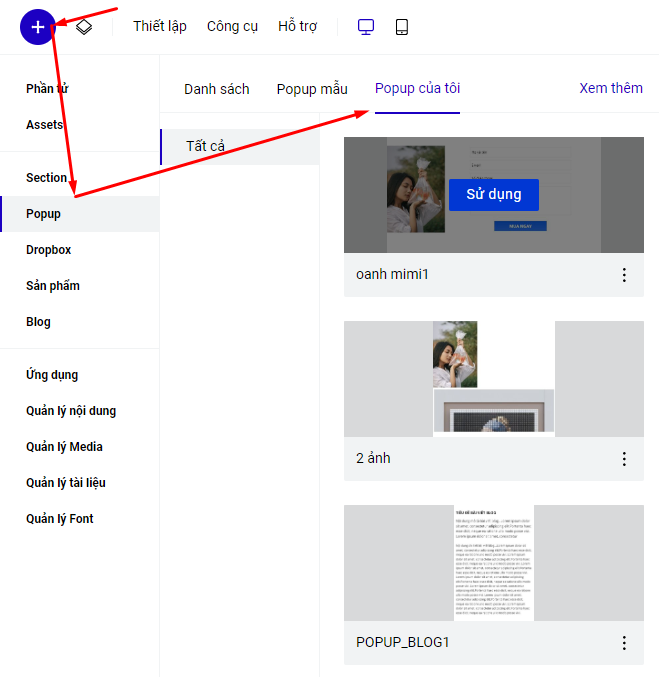 Thiết lập Công cụ Hỗ trợ
Phần tử
Assets
Section
Popup
Dropbox
Sản phẩm
Blog
Ứng dụng
Quản lý nội dung
Quản lý Media
Quản lý tài liệu
Quản lý Font
Danh sách Popup mẫu Popup của tôi Xem thêm
Tất cả
Sử dụng
MUA NGAY
oanh mimi1
2 ảnh
POPUP_BLOG1